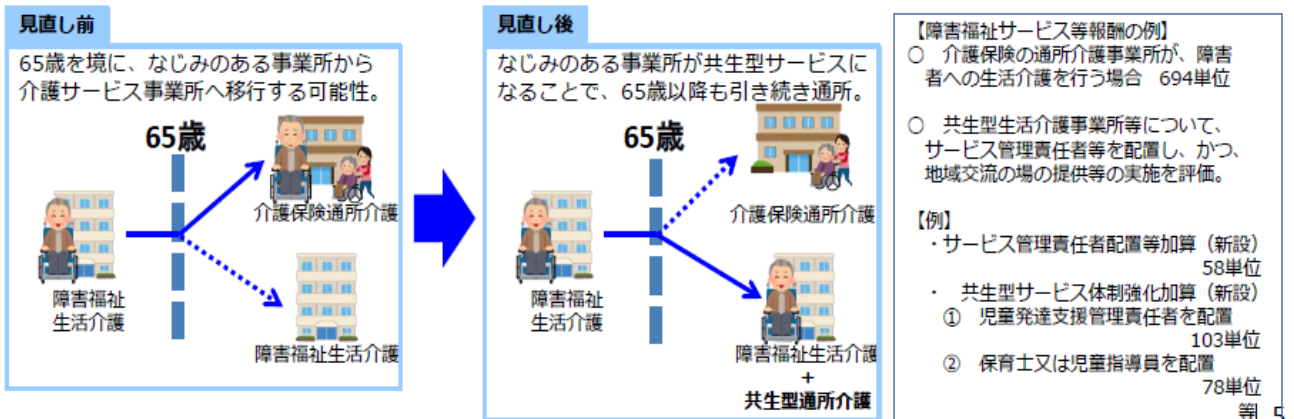 見直し前
65歳を境に、なじみのある事業所から
介護サービス事業所へ移行する可能性。
65歳
介護保険通所介護
障害福祉
生活介護
障害福祉生活介護
見直し後
なじみのある事業所が共生型サービスに
なることで、65歳以降も引き続き通所。
65歳
介護保険通所介護
障害福祉
生活介護
障害福祉生活介護
+
共生型通所介護
【障害福祉サービス等報酬の例】
○ 介護保険の通所介護事業所が、障害
者への生活介護を行う場合 694単位
○ 共生型生活介護事業所等について、
サービス管理責任者等を配置し、かつ、
地域交流の場の提供等の実施を評価。
【例】
・サービス管理責任者配置等加算（新設）
58単位
・ 共生型サービス体制強化加算（新設）
① 児童発達支援管理責任者を配置
103単位
② 保育士又は児童指導員を配置
78単位
等 5